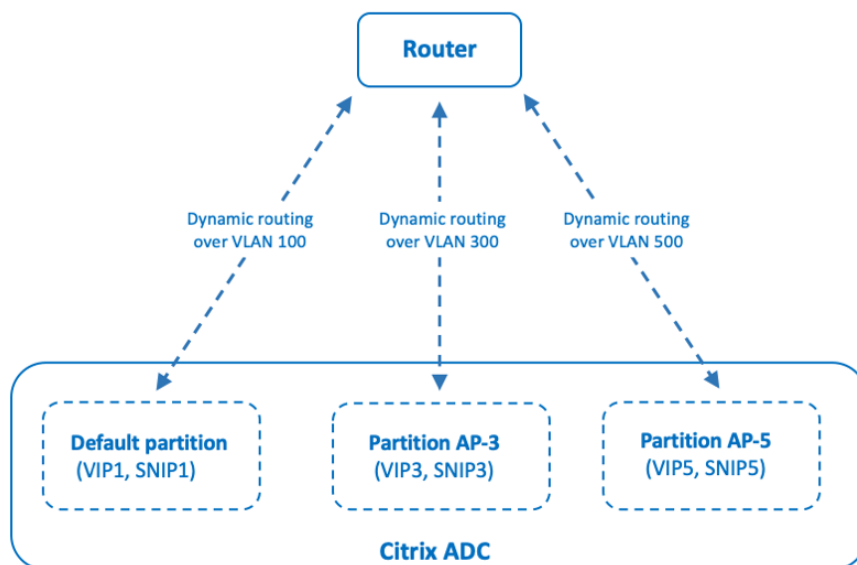 Router
Dynamic routing
over VLAN 100
Dynamic routing
over VLAN 300
Dynamic routing
over VLAN 500
Default partition
(VIP1, SNIP1)
Partition AP-3
(VIP3, SNIP3)
Partition AP-5
(VIP5, SNIP5)
Citrix ADC